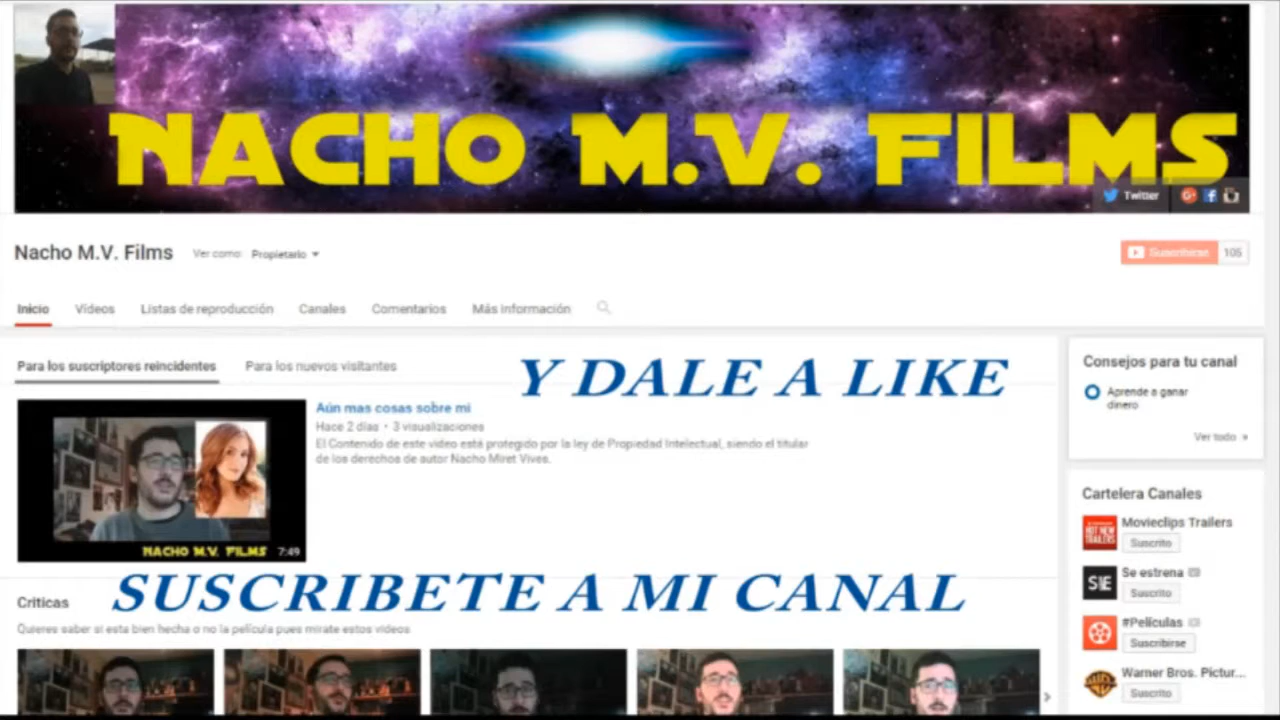 NACHO M.V. FILMS
Twitter
Nacho M.V. Films
Ver como: Propietario
Suscribirse 105
Inicio Vídeos Listas de reproducción Canales Comentarios Más información
Para los suscriptores reincidentes Para los nuevos visitantes
Y DALE A LIKE
Consejos para tu canal
Aprende a ganar
dinero
Ver todo »
Aún mas cosas sobre mi
Hace 2 días • 3 visualizaciones
El Contenido de este video está protegido por la ley de Propiedad Intelectual, siendo el titular
de los derechos de autor Nacho Miret Vives.
NACHO M.V. FILMS 7:49
SUSCRIBETE A MI CANAL
Criticas
Quieres saber si esta bien hecha o no la película pues mirate estos videos
Cartelera Canales
HOT NEW
TRAILERS
Movieclips Trailers
Suscrito
S/E
Se estrena
Suscrito
#Películas
Suscribirse
Warner Bros. Pictur...
Suscrito